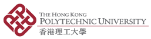 THE HONG KONG
POLYTECHNIC UNIVERSITY
香港理工大學